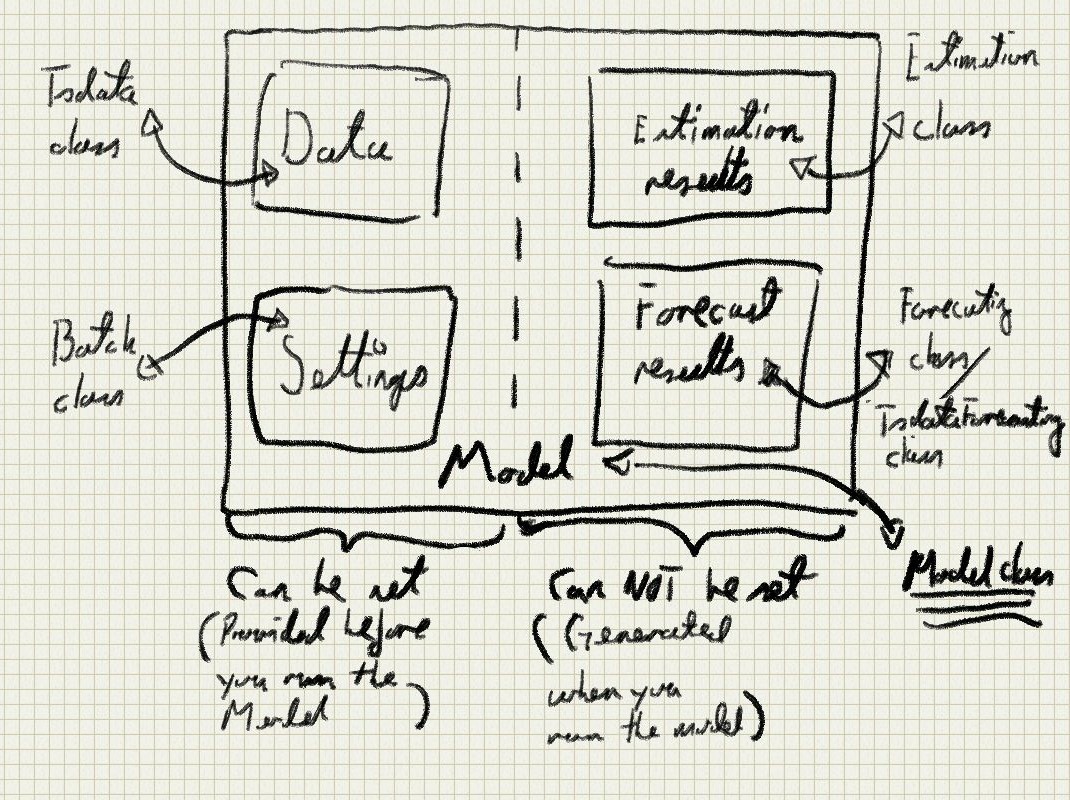 Tsdata
class
Data
Estimation
results
Estimation
class
Batch
class
Settings
Forecast
results
Forecasting
class/
TsdataForecasting
class
Model
Model class
Can be set
(Provided before
you run the
Model)
Can NOT be set
(Generated
when you
run the model)